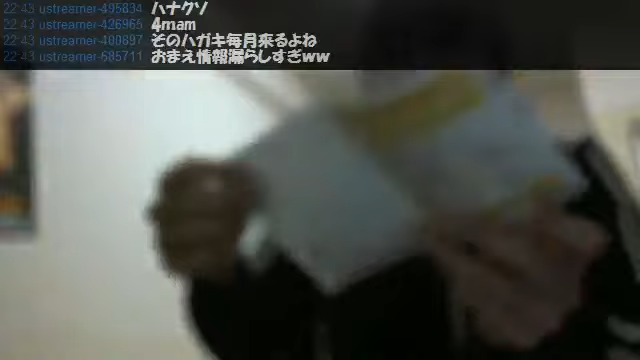 22:43 ustreamer-495834 ハナクソ
22:43 ustreamer-426965 4mam
22:43 ustreamer-400897 そのハガキ毎月来るよね
22:43 ustreamer-685711 おまえ情報漏らしすぎww